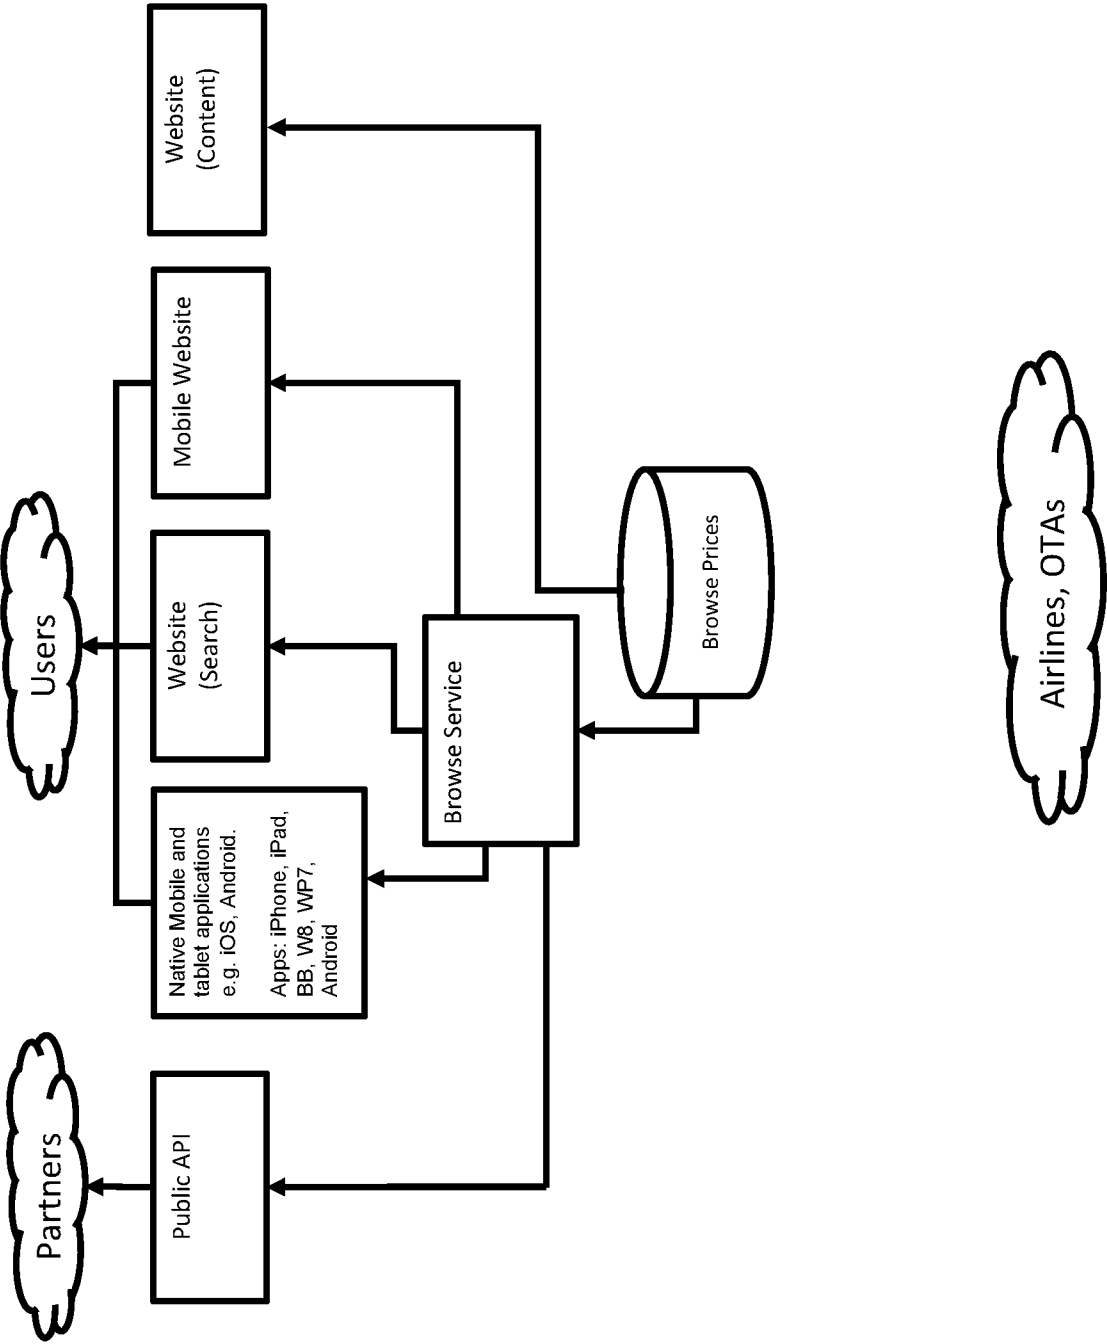 Partners
Users
Public API
Native Mobile and
tablet applications
e.g. iOS, Android.
Apps: iPhone, iPad,
BB, W8, WP7,
Android
Website
(Search)
Mobile Website
Website
(Content)
Browse Service
Browse Prices
Airlines, OTAs